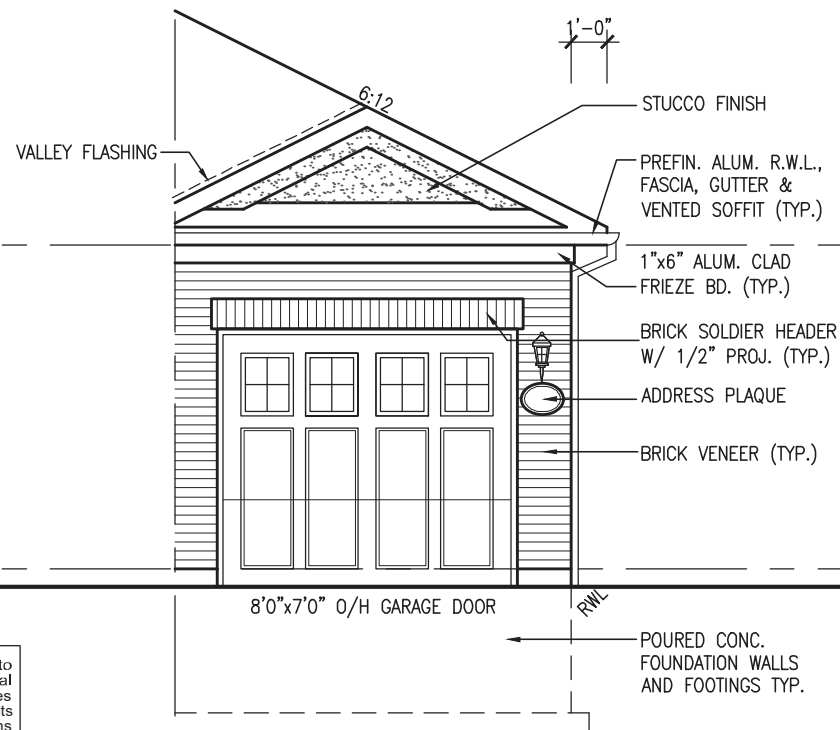 1'-0"
6:12
STUCCO FINISH
VALLEY FLASHING
PREFIN. ALUM. R.W.L.,
FASCIA, GUTTER &
VENTED SOFFIT (TYP.)
1"x6" ALUM. CLAD
FRIEZE BD. (TYP.)
BRICK SOLDIER HEADER
W/ 1/2" PROJ. (TYP.)
ADDRESS PLAQUE
BRICK VENEER (TYP.)
8'0"x7'0" O/H GARAGE DOOR
RWL
POURED CONC.
FOUNDATION WALLS
AND FOOTINGS TYP.
to